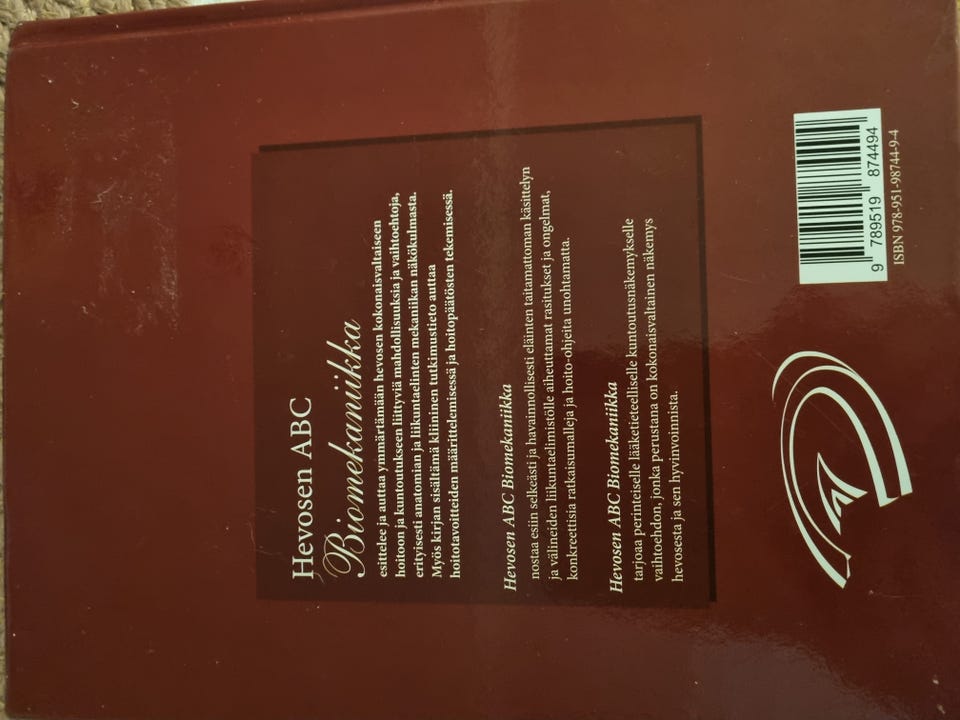 Hevosen ABC
Biomekaniikka
esittelee ja auttaa ymmärtämään hevosen kokonaisvaltaiseen
hoitoon ja kuntoutukseen liittyviä mahdollisuuksia ja vaihtoehtoja,
erityisesti anatomian ja liikuntaelinten mekaniikan näkökulmasta.
Myös kirjan sisältämä kliininen tutkimustieto auttaa
hoitotavoitteiden määrittelemisessä ja hoitopäätösten tekemisessä.
Hevosen ABC Biomekaniikka
nostaa esiin selkeästi ja havainnollisesti eläinten taitamattoman käsittelyn
ja välineiden liikuntaelimistölle aiheuttamat rasitukset ja ongelmat,
konkreettisia ratkaisumalleja ja hoito-ohjeita unohtamatta.
Hevosen ABC Biomekaniikka
tarjoaa perinteiselle lääketieteelliselle kuntoutusnäkemykselle
vaihtoehdon, jonka perustana on kokonaisvaltainen näkemys
hevosesta ja sen hyvinvoinnista.
9 789519 874494
ISBN 978-951-98744-9-4